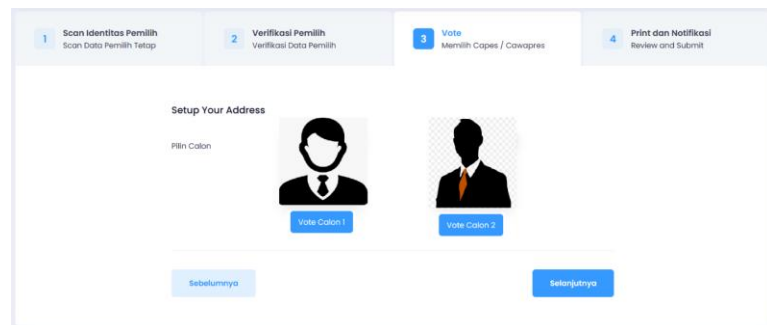 1 Scan Identitas Pemilih
Scan Data Pemilih Tetap
2 Verifikasi Pemilih
Verifikasi Data Pemilih
3 Vote
Memilih Capes / Cawapres
4 Print dan Notifikasi
Review and Submit
Setup Your Address
Pilin Calon
Vote Calon 1
Vote Calon 2
Sebelumnya
Selanjutnya